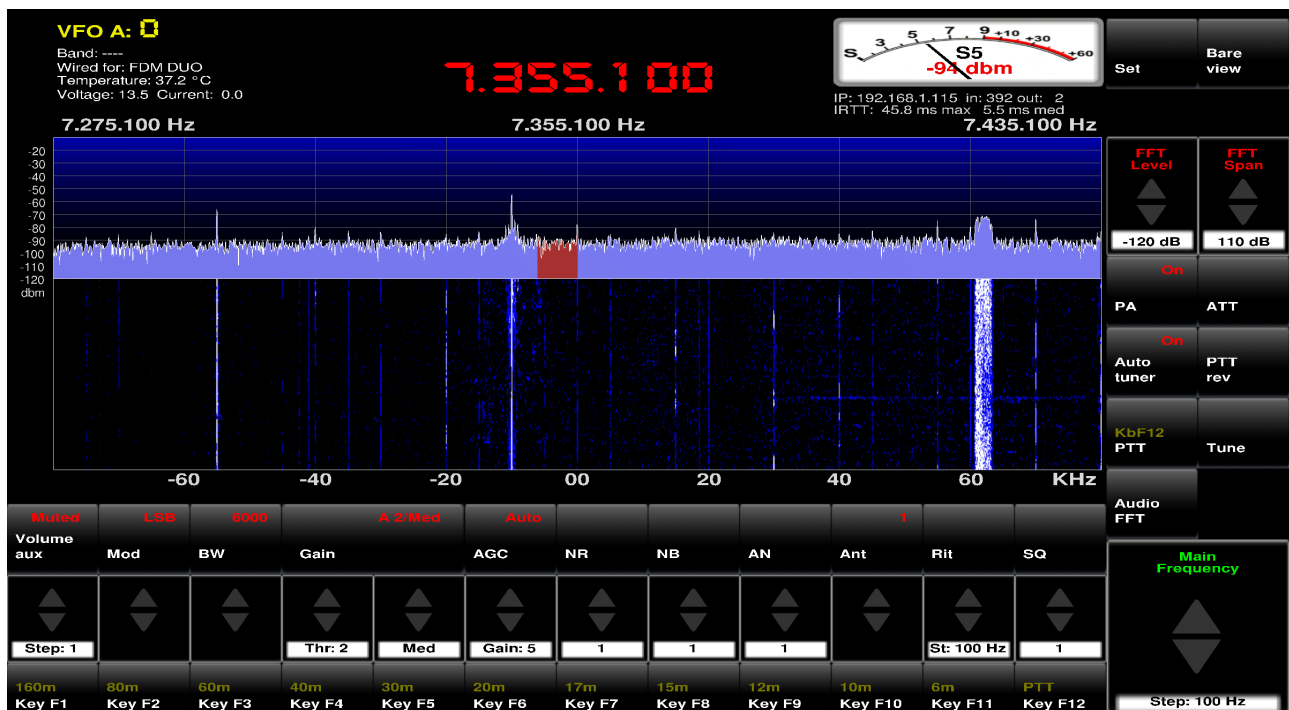 VFO A: 0
Band: ----
Wired for: FDM DUO
Temperature: 37.2 °C
Voltage: 13.5 Current: 0.0
7.355.100
S 3 5 7 9 +10 +30 +60
S5
-94 dbm
IP: 192.168.1.115 in: 392 out: 2
IRTT: 45.8 ms max 5.5 ms med
Set
Bare
view
7.275.100 Hz 7.355.100 Hz 7.435.100 Hz
-20
-30
-40
-50
-60
-70
-80
-90
-100
-110
-120
dbm
-60 -40 -20 00 20 40 60 KHz
FFT
Level
-120 dB
FFT
Span
110 dB
On
PA
ATT
On
Auto
tuner
PTT
rev
KbF12
PTT
Tune
Audio
FFT
Muted
Volume
aux
LSB
Mod
6000
BW
A 2/Med
Gain
Auto
AGC
NR
NB
AN
1
Ant
Rit
SQ
Step: 1
Thr: 2
Med
Gain: 5
1
1
1
St: 100 Hz
1
160m
Key F1
80m
Key F2
60m
Key F3
40m
Key F4
30m
Key F5
20m
Key F6
17m
Key F7
15m
Key F8
12m
Key F9
10m
Key F10
6m
Key F11
PTT
Key F12
Main
Frequency
Step: 100 Hz